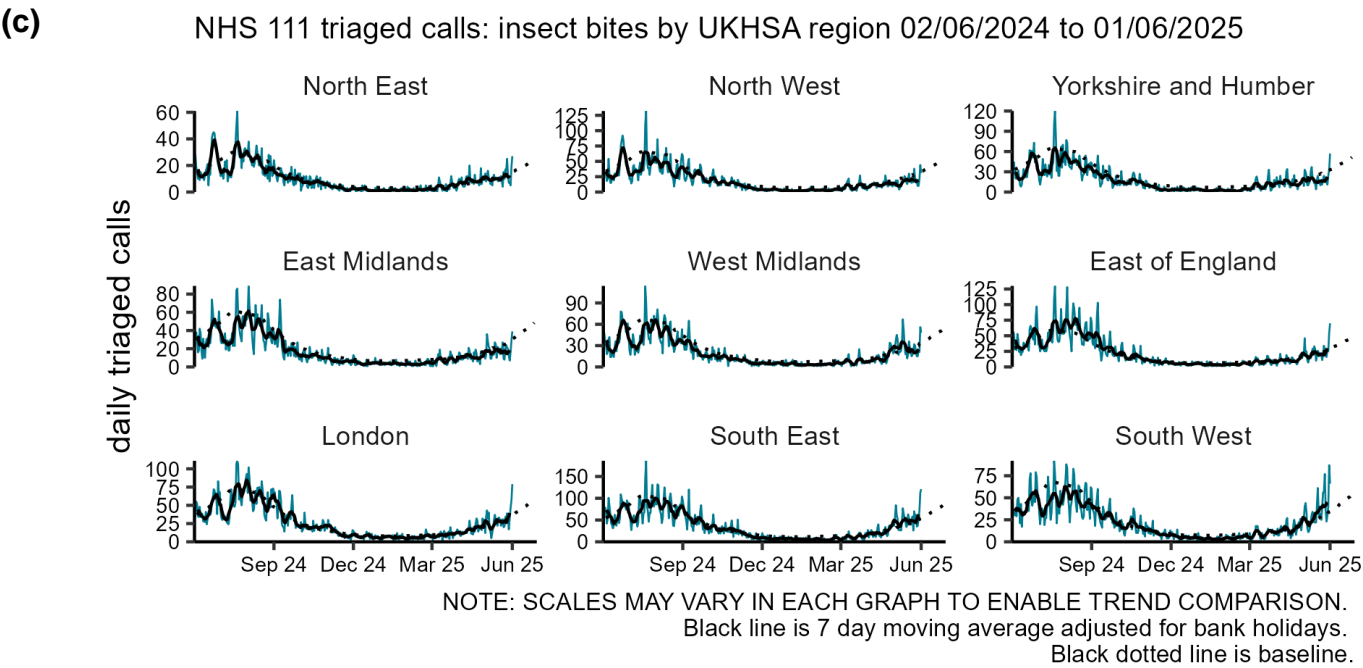 (c)
NHS 111 triaged calls: insect bites by UKHSA region 02/06/2024 to 01/06/2025
daily triaged calls
North East
60
40
20
0
North West
125
100
75
50
25
0
Yorkshire and Humber
120
90
60
30
0
East Midlands
80
60
40
20
0
West Midlands
90
60
30
0
East of England
125
100
75
50
25
0
London
100
75
50
25
0
Sep 24 Dec 24 Mar 25 Jun 25
South East
150
100
50
0
Sep 24 Dec 24 Mar 25 Jun 25
South West
75
50
25
0
Sep 24 Dec 24 Mar 25 Jun 25
NOTE: SCALES MAY VARY IN EACH GRAPH TO ENABLE TREND COMPARISON.
Black line is 7 day moving average adjusted for bank holidays.
Black dotted line is baseline.